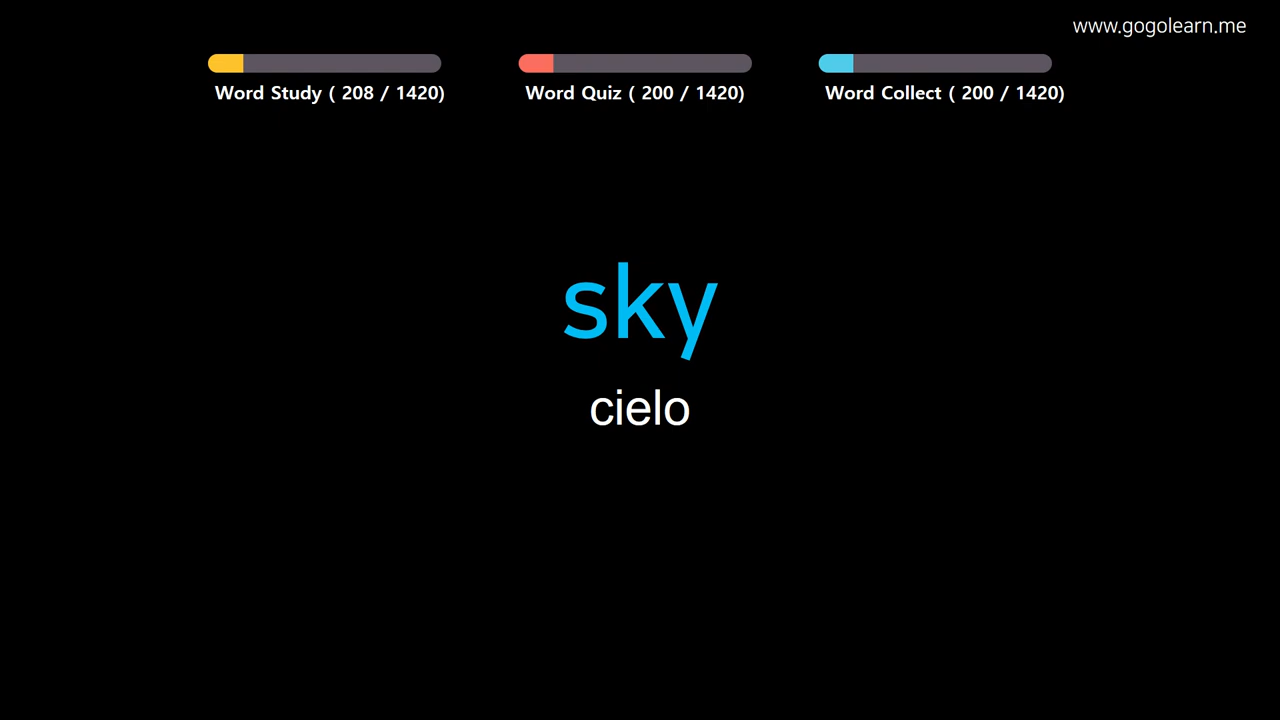 www.gogolearn.me
Word Study ( 208 / 1420)
Word Quiz ( 200 / 1420)
Word Collect ( 200 / 1420)
sky
cielo